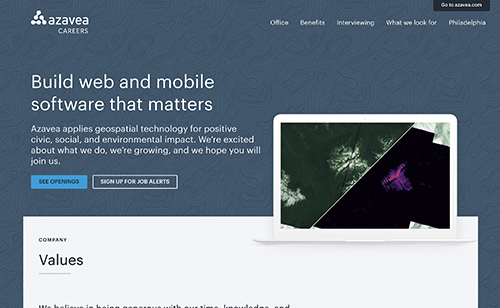 Go to azavea.com
azavea
CAREERS
Office Benefits Interviewing What we look for Philadelphia
Build web and mobile
software that matters
Azavea applies geospatial technology for positive
civic, social, and environmental impact. We're excited
about what we do, we're growing, and we hope you will
join us.
SEE OPENINGS SIGN UP FOR JOB ALERTS
COMPANY
Values
We believe in being generous with our time, knowledge, and